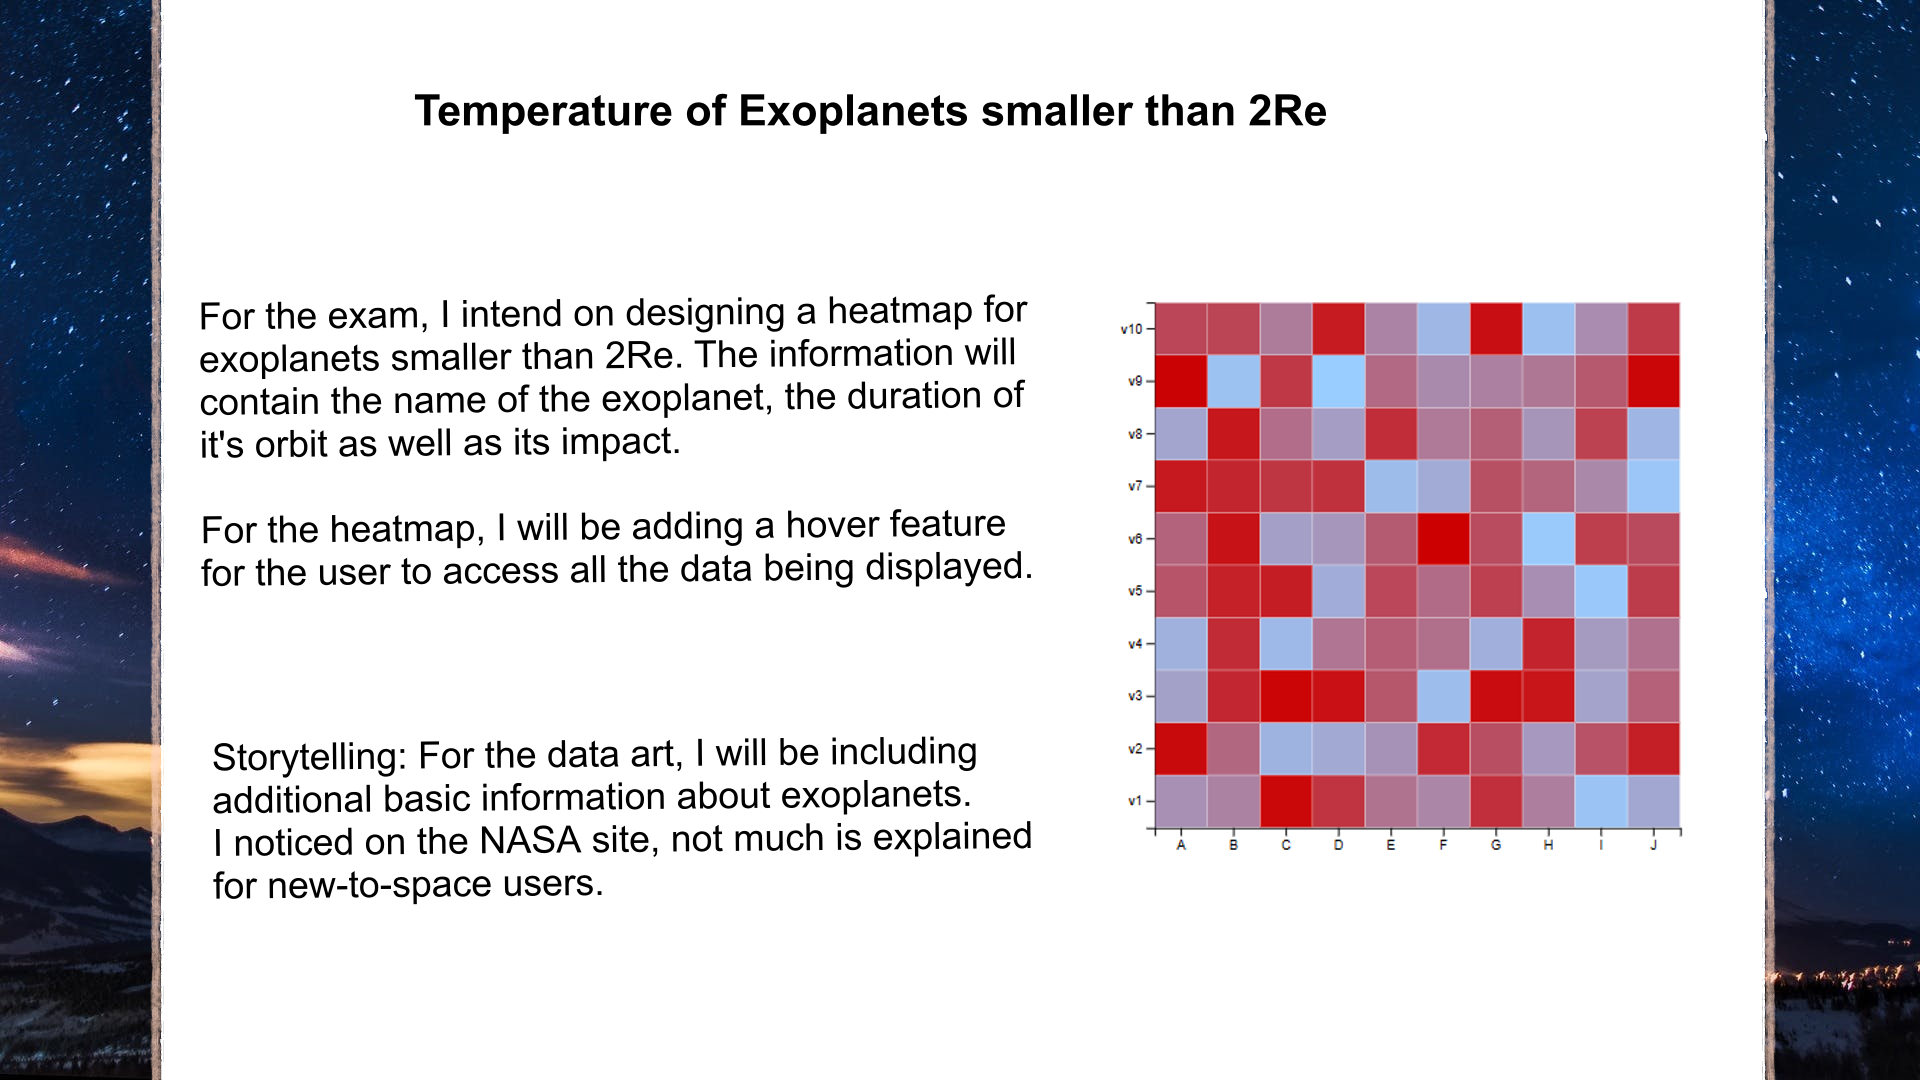 Temperature of Exoplanets smaller than 2Re
For the exam, I intend on designing a heatmap for
exoplanets smaller than 2Re. The information will
contain the name of the exoplanet, the duration of
it's orbit as well as its impact.
For the heatmap, I will be adding a hover feature
for the user to access all the data being displayed.
Storytelling: For the data art, I will be including
additional basic information about exoplanets.
I noticed on the NASA site, not much is explained
for new-to-space users.
v10
v9
v8
v7
v6
v5
v4
v3
v2
v1
A B C D E F G H I J